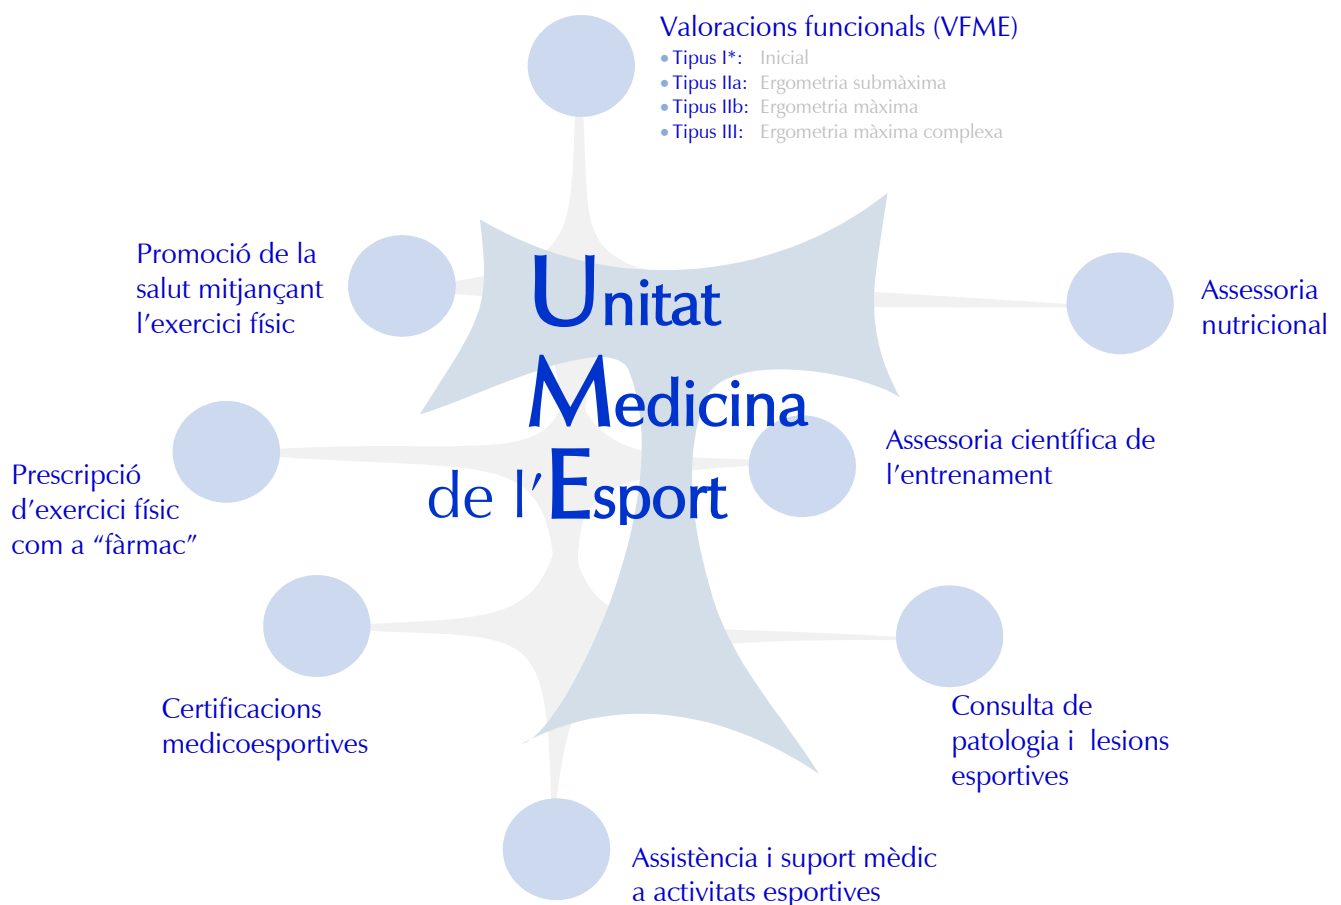 Valoracions funcionals (VFME)
• Tipus I*: Inicial
• Tipus IIa: Ergometria submàxima
• Tipus IIb: Ergometria màxima
• Tipus III: Ergometria màxima complexa
Promoció de la
salut mitjançant
l’exercici físic
Unitat
Medicina
de l’Esport
Assessoria
nutricional
Assessoria científica de
l’entrenament
Prescripció
d’exercici físic
com a “fàrmac”
Certificacions
medicoesportives
Consulta de
patologia i lesions
esportives
Assistència i suport mèdic
a activitats esportives